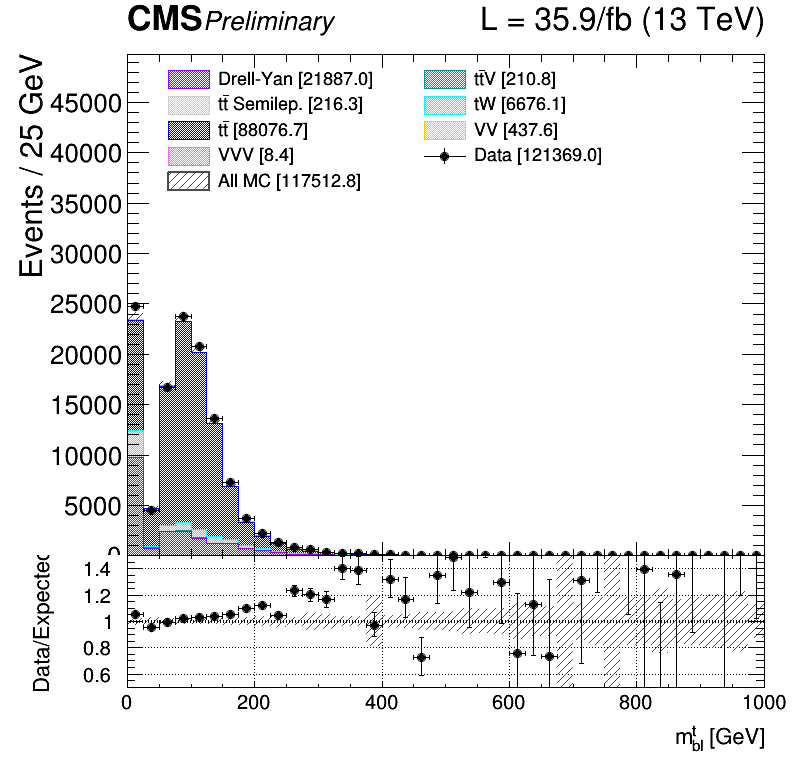 CMS Preliminary L = 35.9/fb (13 TeV)
Events / 25 GeV
45000
40000
35000
30000
25000
20000
15000
10000
5000
0
Drell-Yan [21887.0]
tt̄ Semilep. [216.3]
tt̄ [88076.7]
VVV [8.4]
All MC [117512.8]
tt̄V [210.8]
tW [6676.1]
VV [437.6]
Data [121369.0]
Data/Expected
1.4
1.2
1
0.8
0.6
0 200 400 600 800 1000
m^t_bl [GeV]